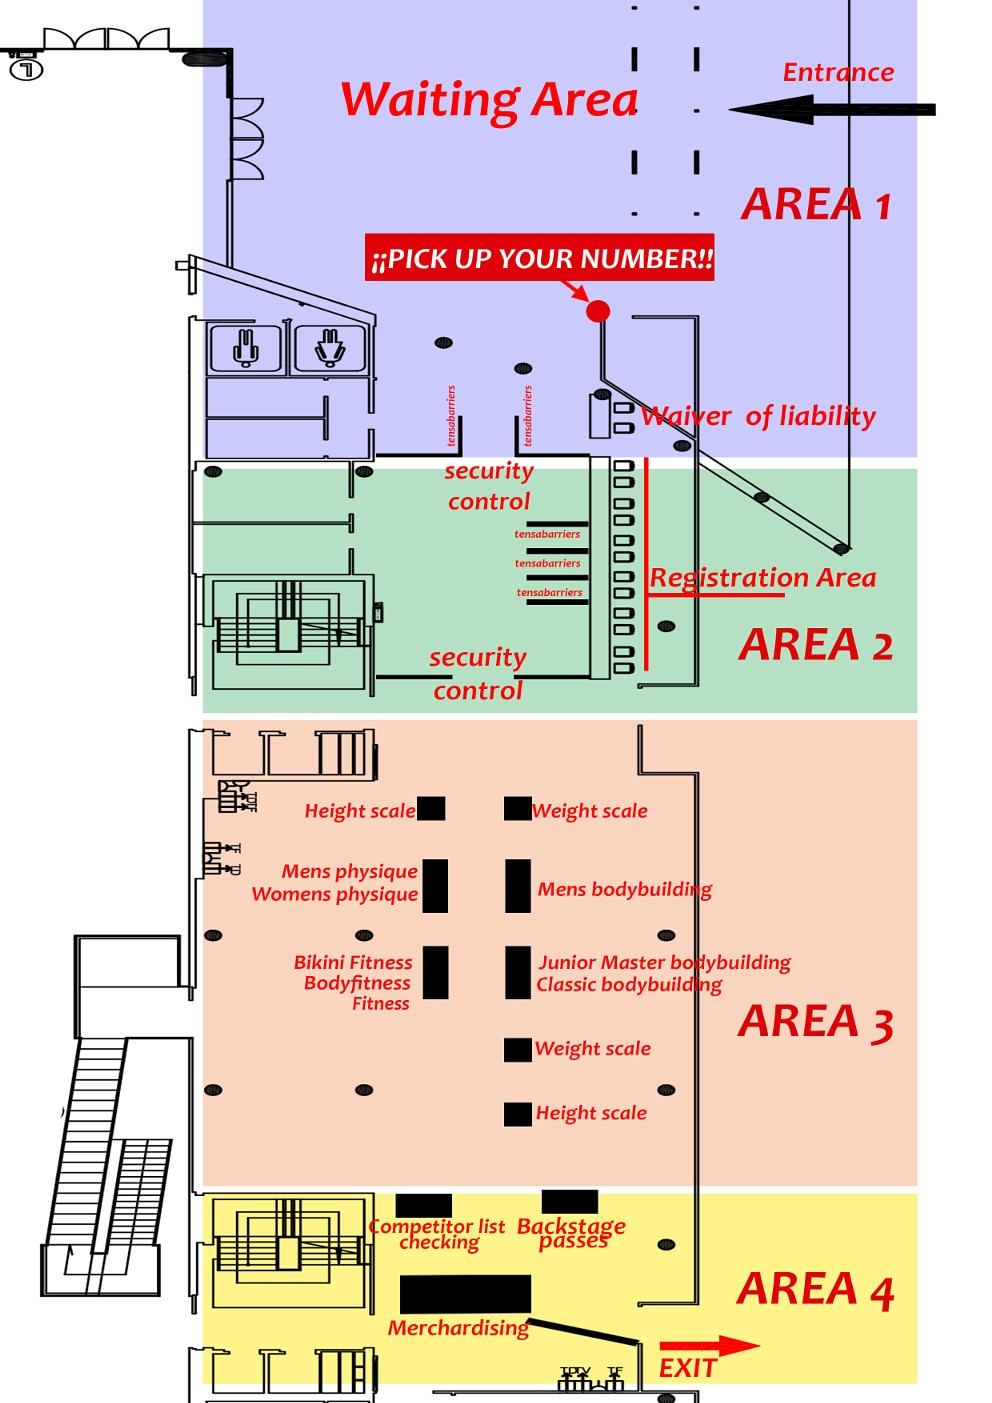 Entrance
Waiting Area
AREA 1
¡¡PICK UP YOUR NUMBER!!
tensabarriers
tensabarriers
Waiver of liability
security
control
tensabarriers
tensabarriers
tensabarriers
Registration Area
AREA 2
security
control
Height scale
Weight scale
TF
TD
Mens physique
Womens physique
Mens bodybuilding
Bikini Fitness
Bodyfitness
Fitness
Junior Master bodybuilding
Classic bodybuilding
AREA 3
Weight scale
Height scale
Competitor list
checking
Backstage
passes
AREA 4
Merchardising
EXIT
TF